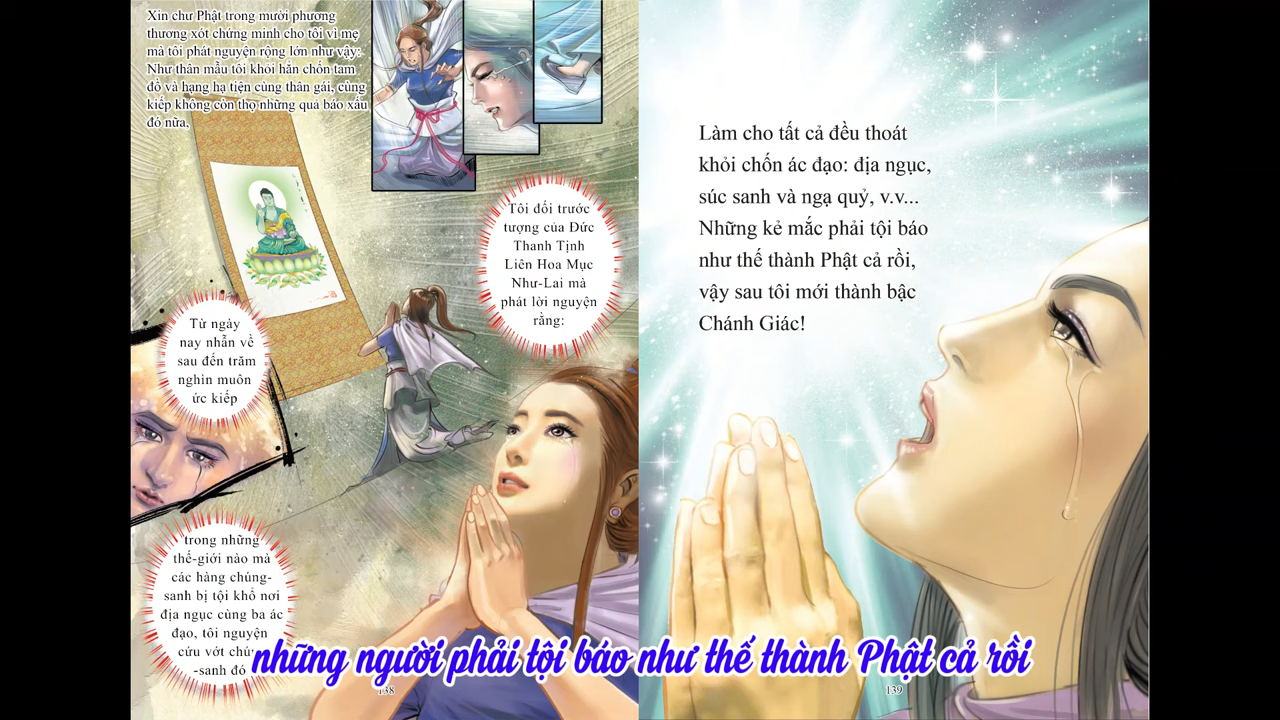 Xin chư Phật trong mười phương
thương xót chứng minh cho tôi vì mẹ
mà tôi phát nguyện rộng lớn như vậy:
Như thân mẫu tôi khỏi hẳn chốn tam
đồ và hạng hạ tiện cùng thân gái, cùng
kiếp không còn thọ những quả báo xấu
đó nữa,
Tôi đối trước
tượng của Đức
Thanh Tịnh
Liên Hoa Mục
Như-Lai mà
phát lời nguyện
rằng:
Từ ngày
nay nhẫn về
sau đến trăm
nghìn muôn
ức kiếp
trong những
thế-giới nào mà
các hàng chúng-
sanh bị tội khổ nơi
địa ngục cùng ba ác
đạo, tôi nguyện
cứu vớt
-sanh đó
138
Làm cho tất cả đều thoát
khỏi chốn ác đạo: địa ngục,
súc sanh và ngạ quỷ, v.v...
Những kẻ mắc phải tội báo
như thế thành Phật cả rồi,
vậy sau tôi mới thành bậc
Chánh Giác!
139
những người phải tội báo như thế thành Phật cả rồi